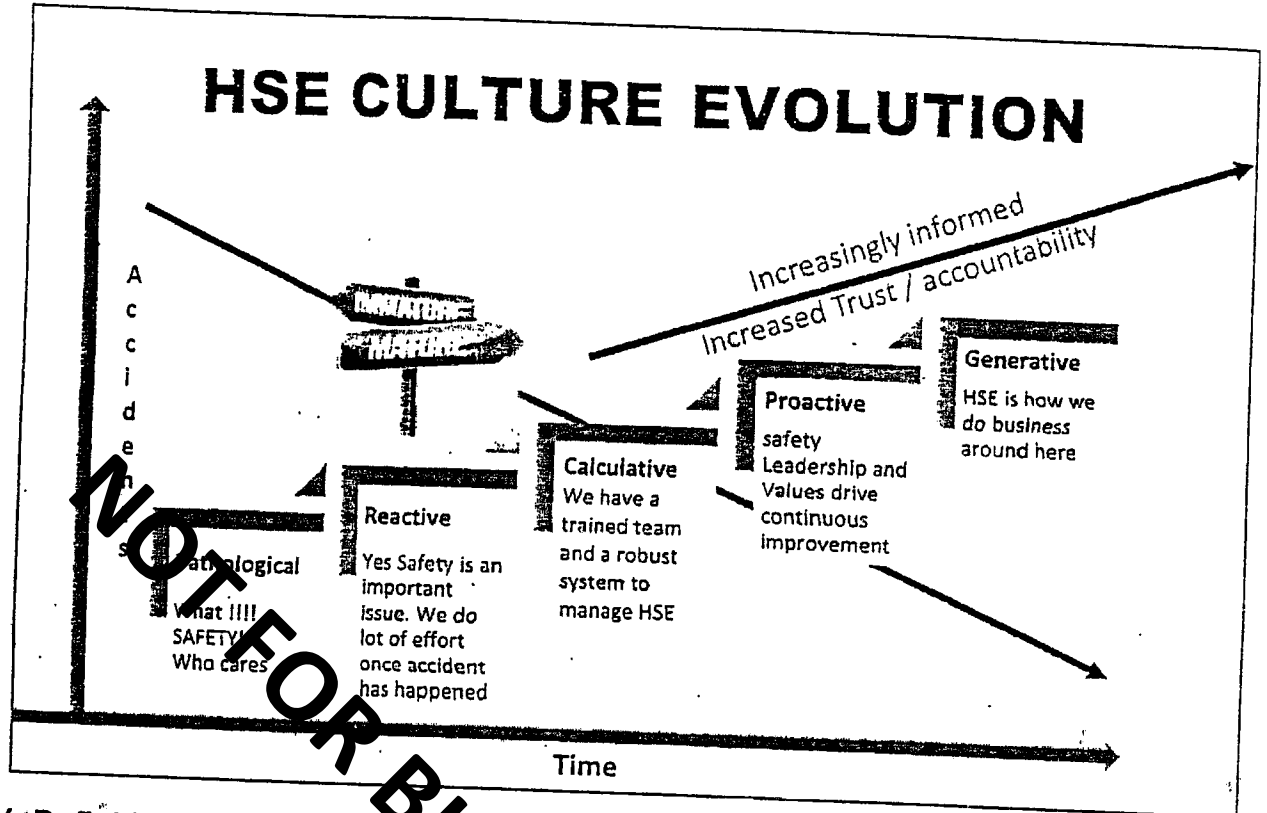 HSE CULTURE EVOLUTION
Increasingly informed
Increased Trust / accountability
Generative
HSE is how we
do business
around here
Proactive
safety
Leadership and
Values drive
continuous
improvement
Calculative
We have a
trained team
and a robust
system to
manage HSE
Reactive
Yes Safety is an
important
issue. We do
lot of effort
once accident
has happened
Pathological
What !!!!
SAFETY
Who cares
Time
NOT FOR